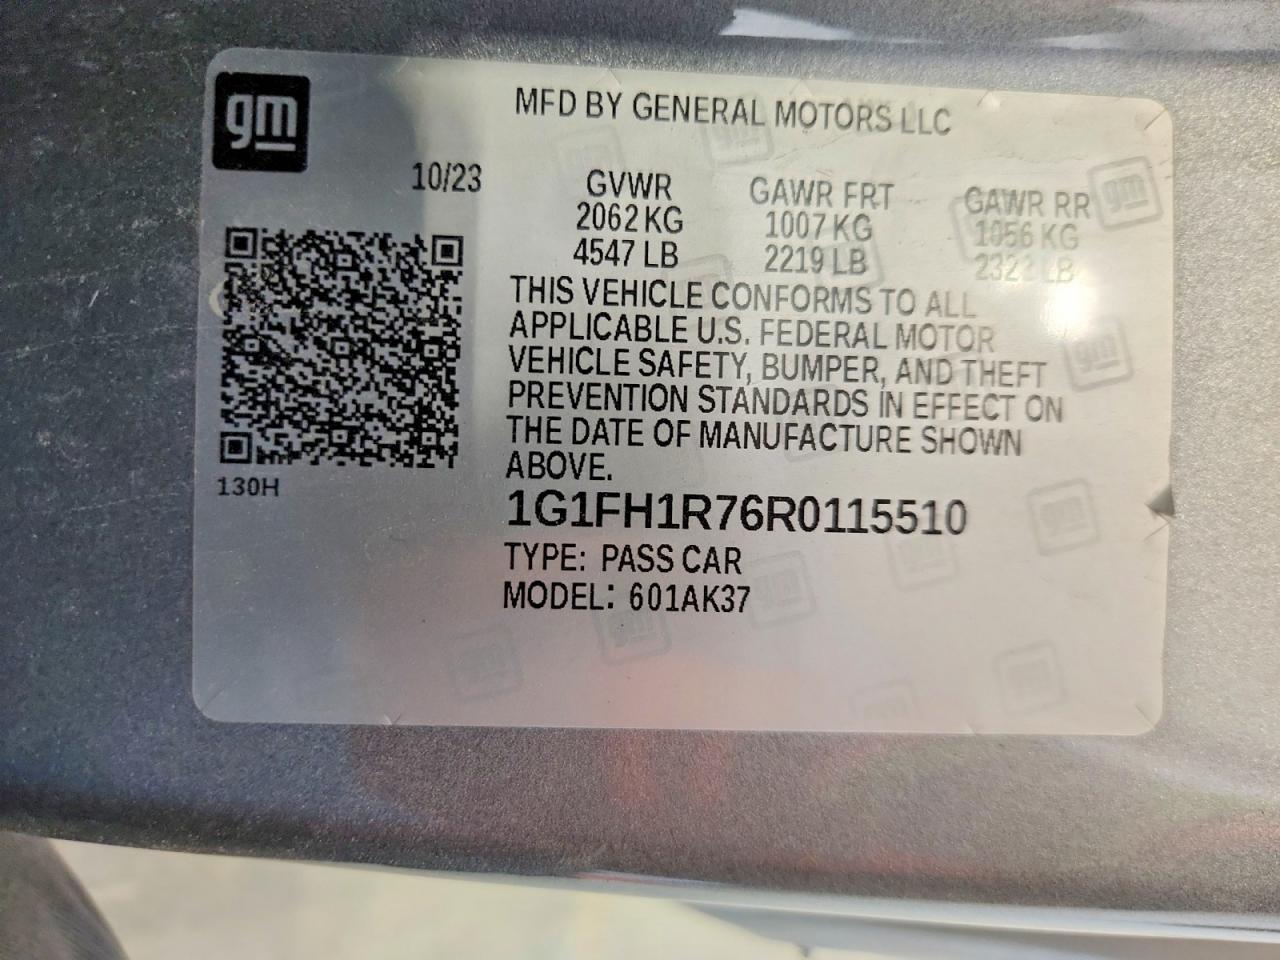 gm
MFD BY GENERAL MOTORS LLC
10/23
GVWR GAWR FRT GAWR RR
2062 KG 1007 KG 1056 KG
4547 LB 2219 LB LB
THIS VEHICLE CONFORMS TO ALL
APPLICABLE U.S. FEDERAL MOTOR
VEHICLE SAFETY, BUMPER, AND THEFT
PREVENTION STANDARDS IN EFFECT ON
THE DATE OF MANUFACTURE SHOWN
ABOVE.
130H
1G1FH1R76R0115510
TYPE: PASS CAR
MODEL: 601AK37